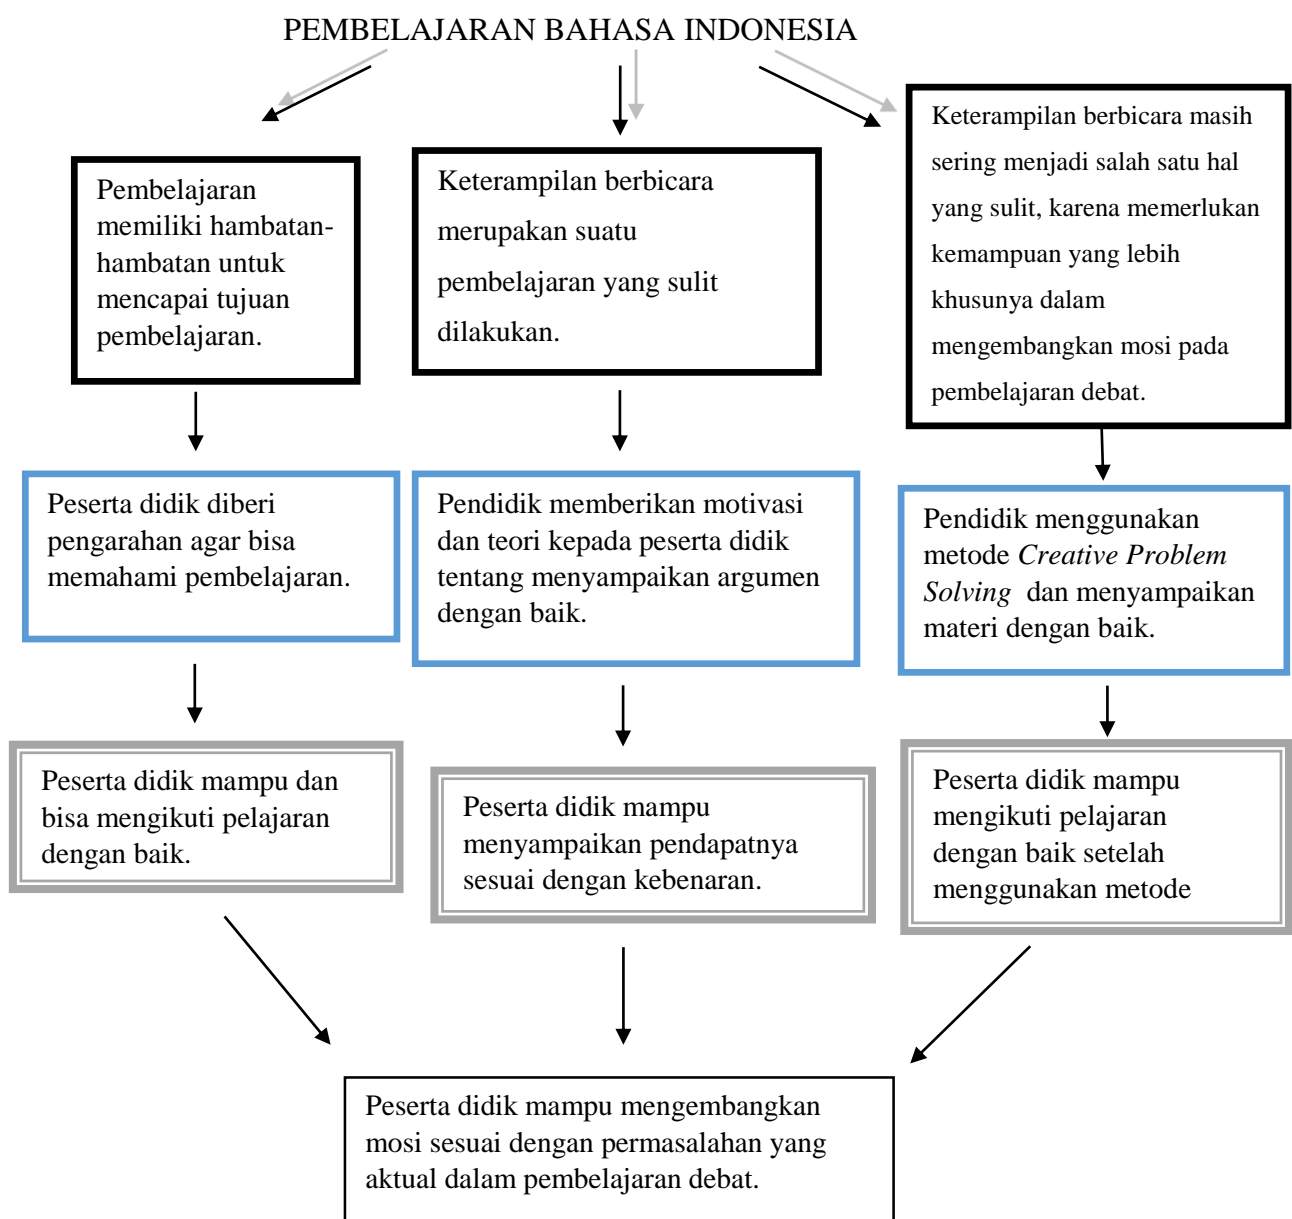 PEMBELAJARAN BAHASA INDONESIA
Pembelajaran
memiliki hambatan-
hambatan untuk
mencapai tujuan
pembelajaran.
Keterampilan berbicara
merupakan suatu
pembelajaran yang sulit
dilakukan.
Keterampilan berbicara masih
sering menjadi salah satu hal
yang sulit, karena memerlukan
kemampuan yang lebih
khusunya dalam
mengembangkan mosi pada
pembelajaran debat.
Peserta didik diberi
pengarahan agar bisa
memahami pembelajaran.
Pendidik memberikan motivasi
dan teori kepada peserta didik
tentang menyampaikan argumen
dengan baik.
Pendidik menggunakan
metode Creative Problem
Solving dan menyampaikan
materi dengan baik.
Peserta didik mampu dan
bisa mengikuti pelajaran
dengan baik.
Peserta didik mampu
menyampaikan pendapatnya
sesuai dengan kebenaran.
Peserta didik mampu
mengikuti pelajaran
dengan baik setelah
menggunakan metode
Peserta didik mampu mengembangkan
mosi sesuai dengan permasalahan yang
aktual dalam pembelajaran debat.